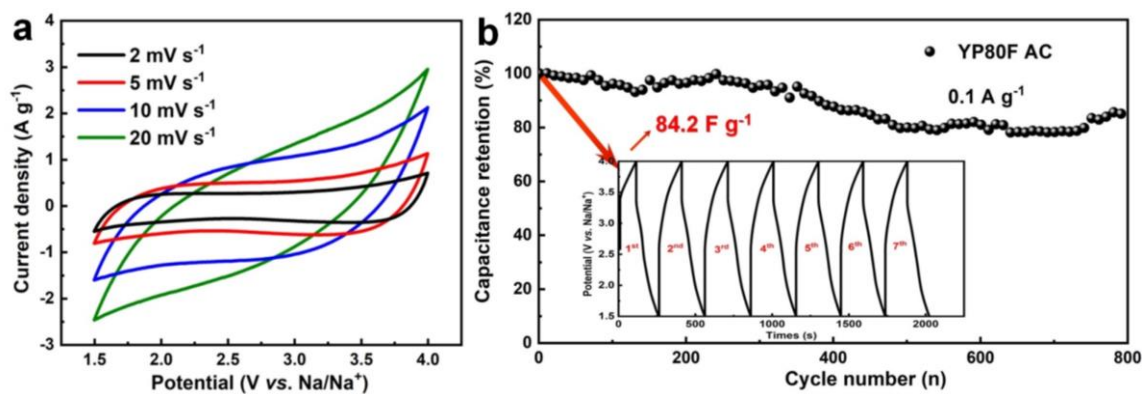 a
4
3
2
1
0
-1
-2
-3
2 mV s⁻¹
5 mV s⁻¹
10 mV s⁻¹
20 mV s⁻¹
Current density (A g⁻¹)
1.5 2.0 2.5 3.0 3.5 4.0
Potential (V vs. Na/Na⁺)
b
120
100
80
60
40
20
0
Capacitance retention (%)
YP80F AC
0.1 A g⁻¹
84.2 F g⁻¹
4.0
3.5
3.0
2.5
2.0
1.5
Potential (V vs. Na/Na⁺)
1ˢᵗ 2ⁿᵈ 3ʳᵈ 4ᵗʰ 5ᵗʰ 6ᵗʰ 7ᵗʰ
0 500 1000 1500 2000
Times (s)
0 200 400 600 800
Cycle number (n)